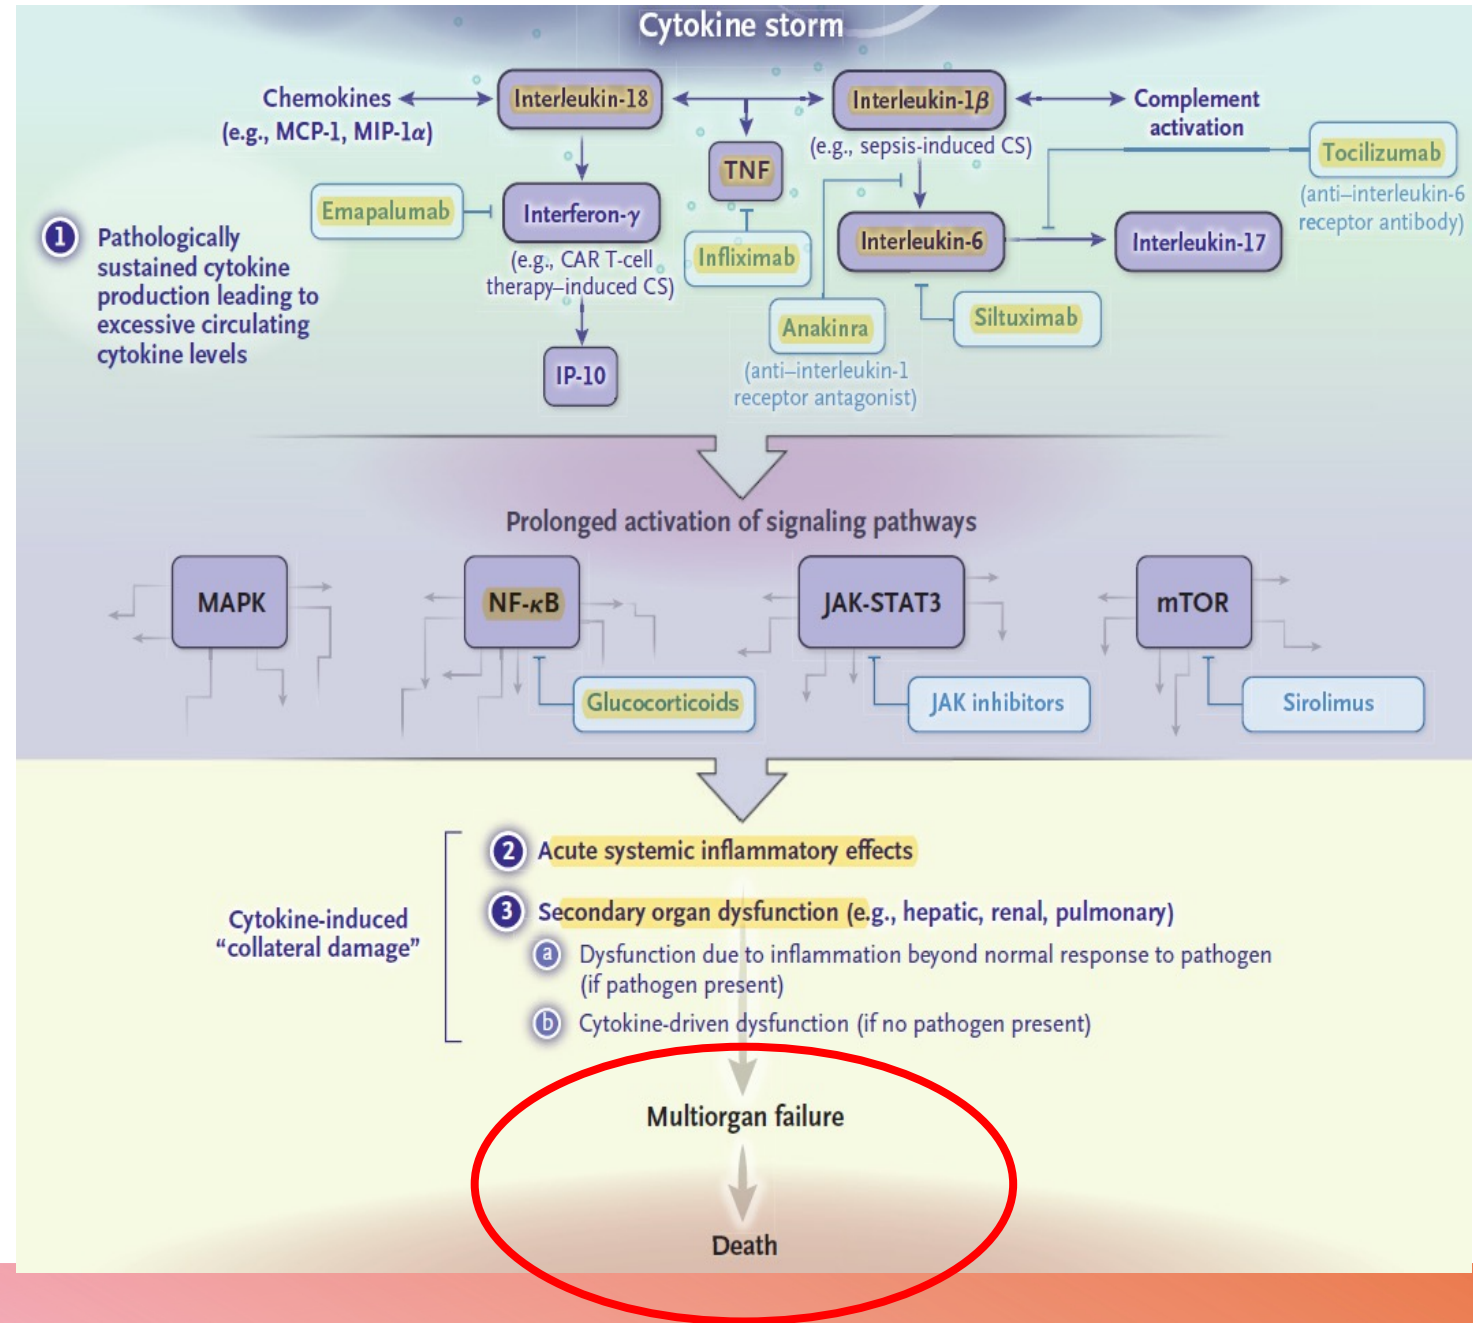 Cytokine storm
Chemokines
(e.g., MCP-1, MIP-1α)
Interleukin-18
Interleukin-1β
(e.g., sepsis-induced CS)
Complement
activation
TNF
Tocilizumab
(anti–interleukin-6
receptor antibody)
Emapalumab
Interferon-γ
(e.g., CAR T-cell
therapy–induced CS)
Infliximab
Interleukin-6
Interleukin-17
1 Pathologically
sustained cytokine
production leading to
excessive circulating
cytokine levels
Anakinra
(anti–interleukin-1
receptor antagonist)
Siltuximab
IP-10
Prolonged activation of signaling pathways
MAPK
NF-κB
JAK-STAT3
mTOR
Glucocorticoids
JAK inhibitors
Sirolimus
Cytokine-induced
“collateral damage”
2 Acute systemic inflammatory effects
3 Secondary organ dysfunction (e.g., hepatic, renal, pulmonary)
a Dysfunction due to inflammation beyond normal response to pathogen
(if pathogen present)
b Cytokine-driven dysfunction (if no pathogen present)
Multiorgan failure
Death